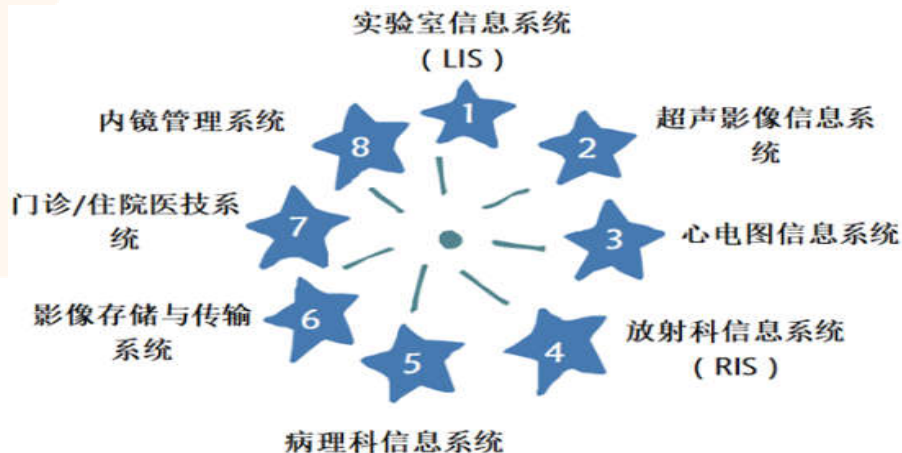 实验室信息系统
（LIS）
1
超声影像信息系
统
2
心电图信息系统
3
放射科信息系统
（RIS）
4
病理科信息系统
5
影像存储与传输
系统
6
门诊/住院医技系
统
7
内镜管理系统
8